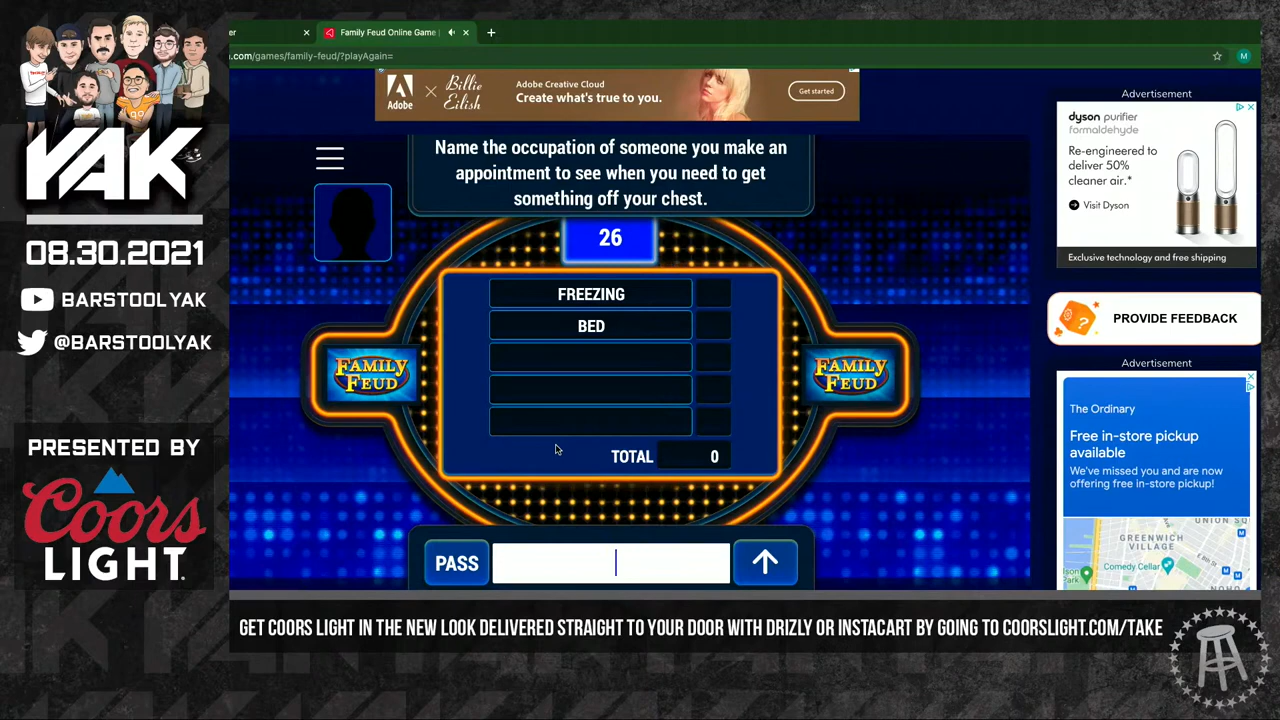 YAK
08.30.2021
BARSTOOLYAK
@BARSTOOLYAK
PRESENTED BY
Coors
LIGHT
er
Family Feud Online Game |
.com/games/family-feud/?playAgain=
M
Adobe
Billie
Eilish
Adobe Creative Cloud
Create what's true to you.
Get started
Name the occupation of someone you make an
appointment to see when you need to get
something off your chest.
26
FREEZING
BED
FAMILY
FEUD
FAMILY
FEUD
TOTAL 0
PASS
Advertisement
dyson purifier
formaldehyde
Re-engineered to
deliver 50%
cleaner air.*
Visit Dyson
Exclusive technology and free shipping
PROVIDE FEEDBACK
Advertisement
The Ordinary
Free in-store pickup
available
We've missed you and are now
offering free in-store pickup!
UNION SQ
GREENWICH
VILLAGE
E 8th St
Comedy Cellar
NOHO
GET COORS LIGHT IN THE NEW LOOK DELIVERED STRAIGHT TO YOUR DOOR WITH DRIZLY OR INSTACART BY GOING TO COORSLIGHT.COM/TAKE